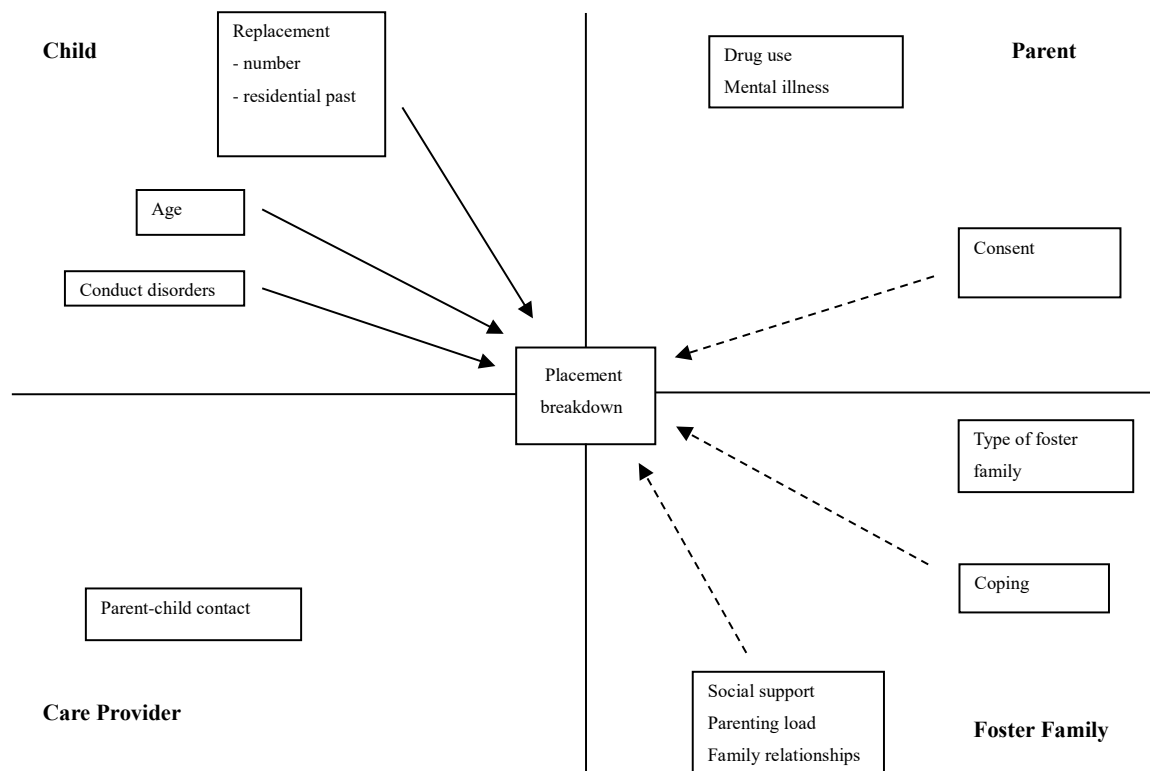 Child
Replacement
- number
- residential past
Age
Conduct disorders
Parent
Drug use
Mental illness
Consent
Placement
breakdown
Care Provider
Parent-child contact
Foster Family
Type of foster
family
Coping
Social support
Parenting load
Family relationships